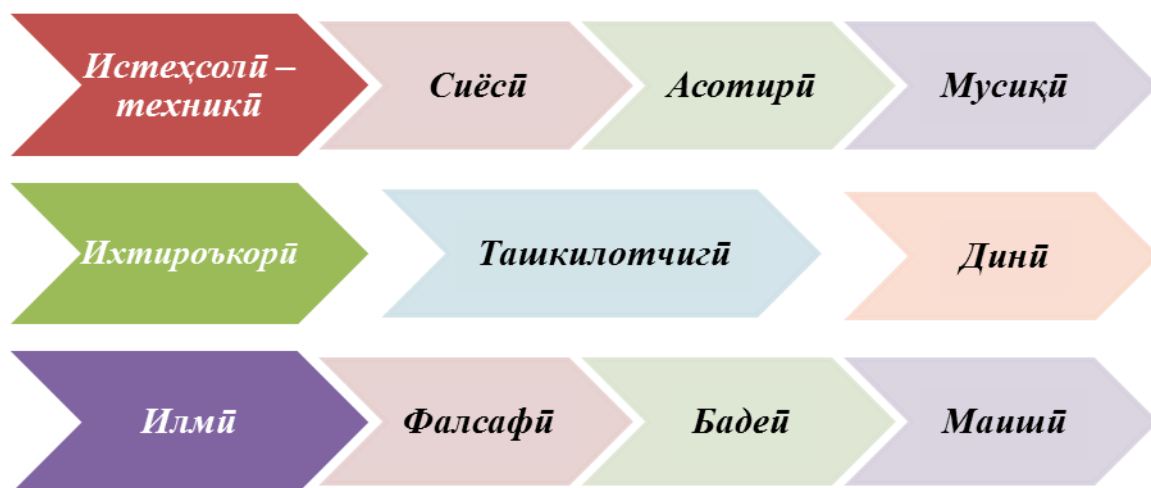 Истеҳсолӣ –
техникӣ
Сиёсӣ
Асотирӣ
Мусиқӣ
Ихтироъкорӣ
Ташкилотчигӣ
Динӣ
Илмӣ
Фалсафӣ
Бадеӣ
Маишӣ